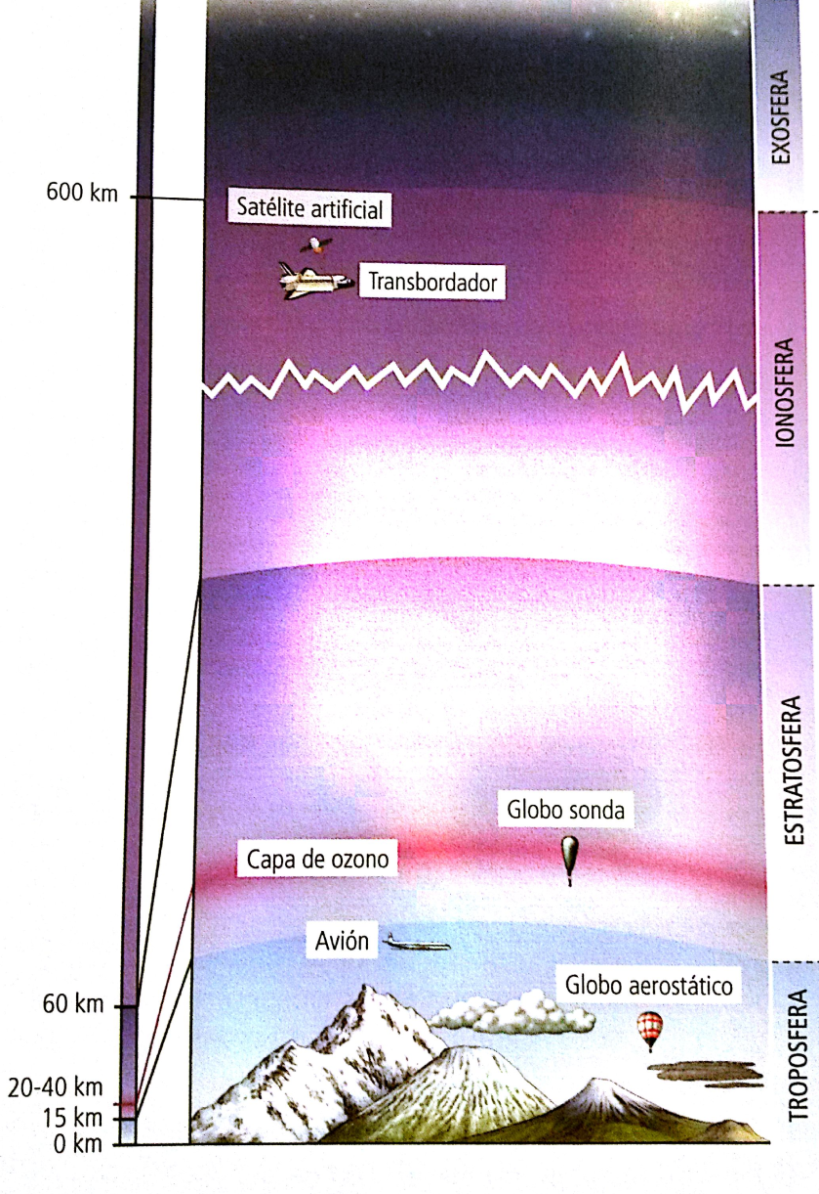 EXOSFERA
600 km
Satélite artificial
Transbordador
IONOSFERA
ESTRATOSFERA
Globo sonda
Capa de ozono
Avión
Globo aerostático
60 km
TROPOSFERA
20-40 km
15 km
0 km